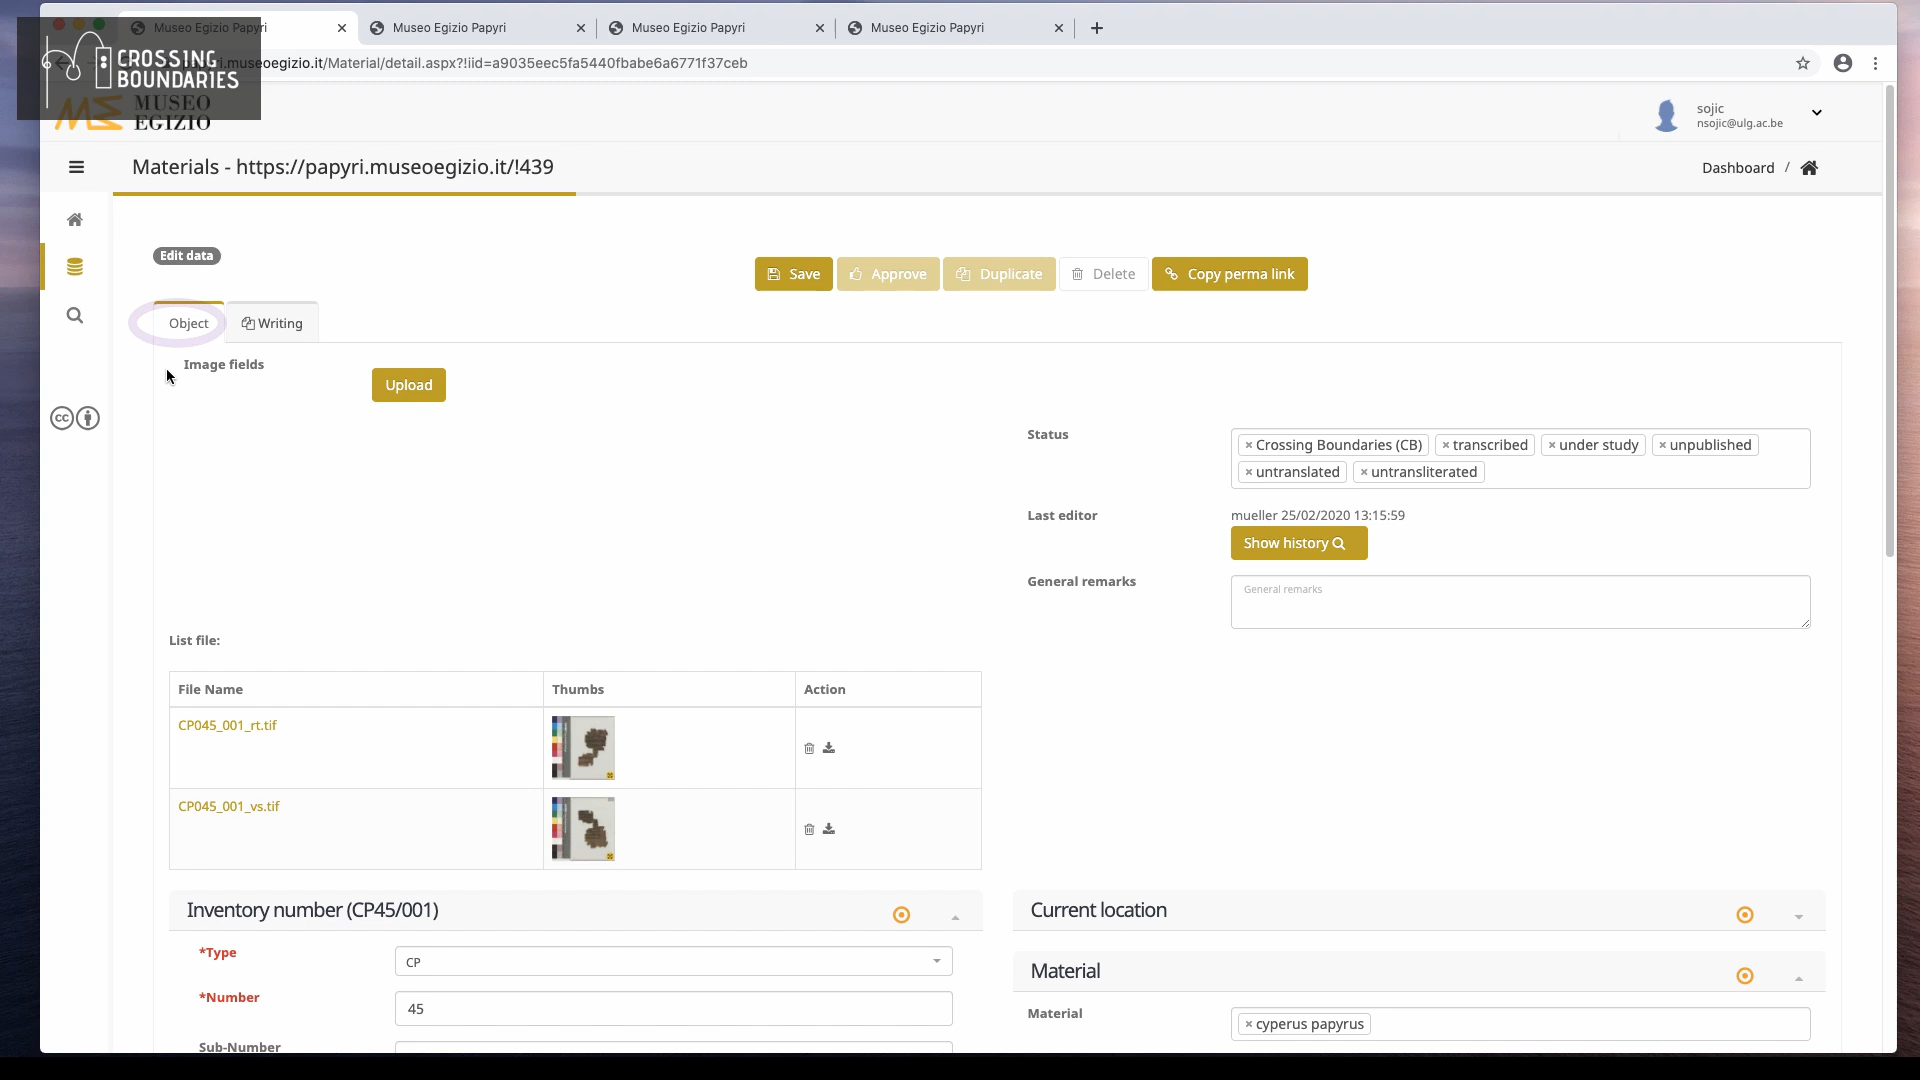 Museo Egizio Papyri
Museo Egizio Papyri
Museo Egizio Papyri
Museo Egizio Papyri
CROSSING
BOUNDARIES
papyri.museoegizio.it/Material/detail.aspx?!iid=a9035eec5fa5440fbabe6a6771f37ceb
MUSEO
EGIZIO
sojic
nsojic@ulg.ac.be
Materials - https://papyri.museoegizio.it/!439
Dashboard /
Edit data
Save
Approve
Duplicate
Delete
Copy perma link
Object
Writing
Image fields
Upload
Status
× Crossing Boundaries (CB) × transcribed × under study × unpublished
× untranslated × untransliterated
Last editor
mueller 25/02/2020 13:15:59
Show history
General remarks
General remarks
List file:
File Name Thumbs Action
CP045_001_rt.tif
CP045_001_vs.tif
Inventory number (CP45/001)
*Type
CP
*Number
45
Sub-Number
Current location
Material
Material
× cyperus papyrus